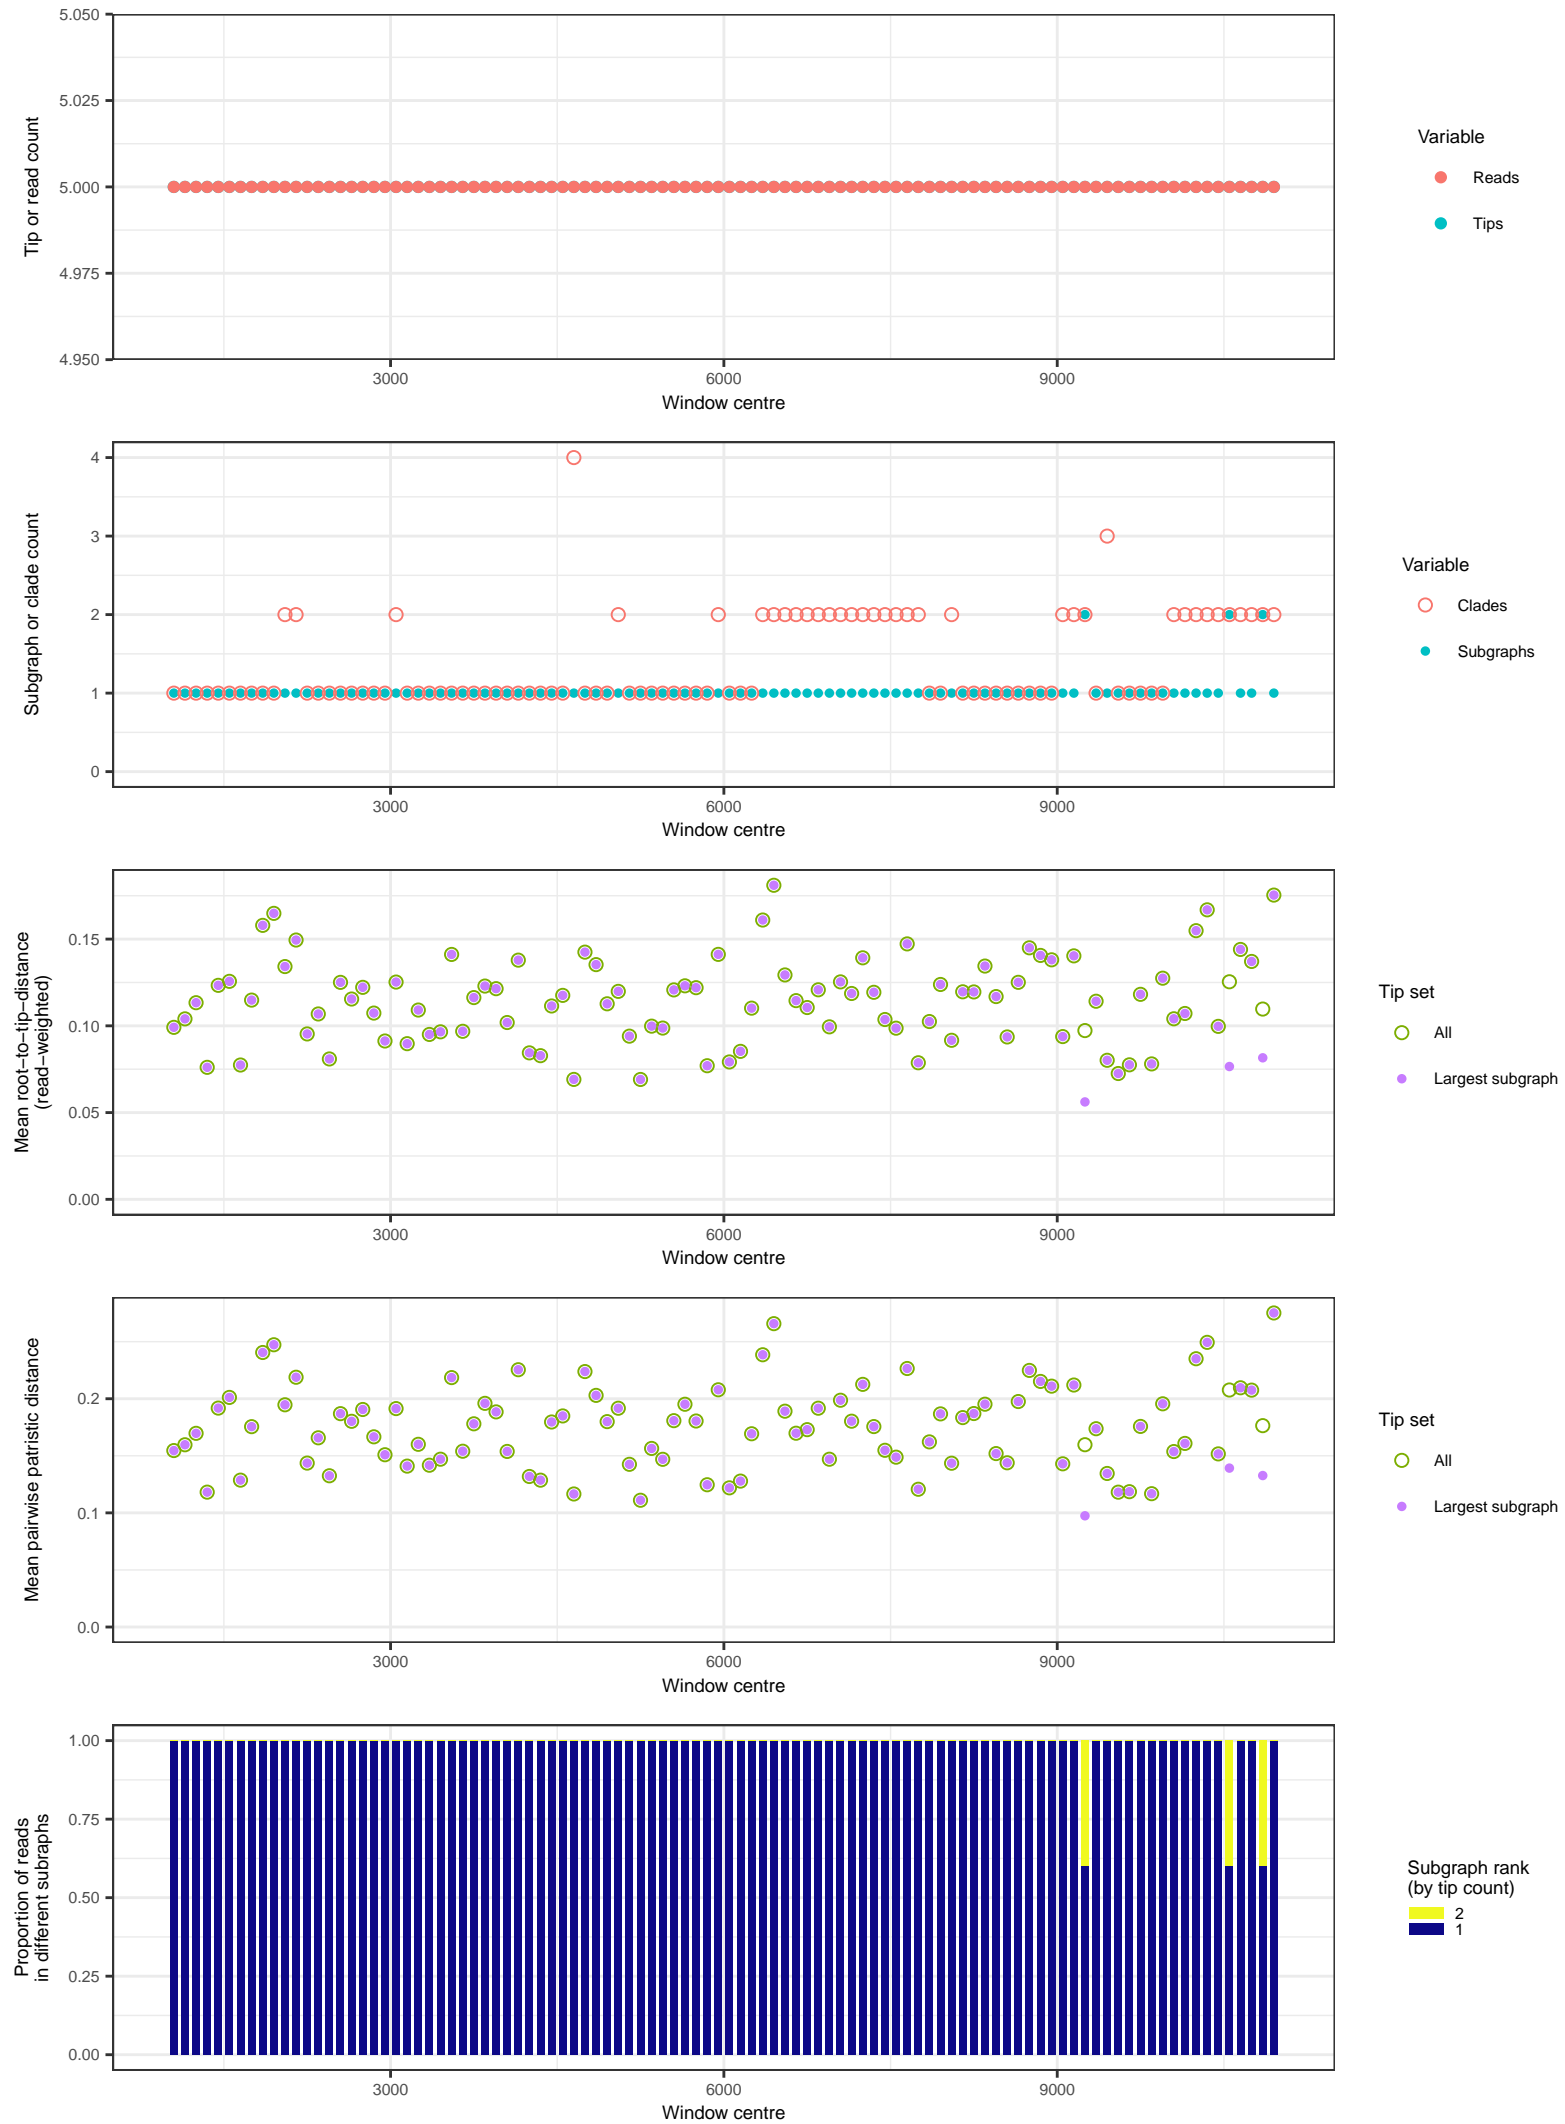 5.050
5.025
5.000
4.975
4.950
Tip or read count
3000
6000
9000
Window centre
Variable
Reads
Tips
4
3
2
1
0
Subgraph or clade count
3000
6000
9000
Window centre
Variable
Clades
Subgraphs
0.15
0.10
0.05
0.00
Mean root−to−tip−distance
(read−weighted)
3000
6000
9000
Window centre
Tip set
All
Largest subgraph
0.2
0.1
0.0
Mean pairwise patristic distance
3000
6000
9000
Window centre
Tip set
All
Largest subgraph
1.00
0.75
0.50
0.25
0.00
Proportion of reads
in different subraphs
3000
6000
9000
Window centre
Subgraph rank
(by tip count)
2
1